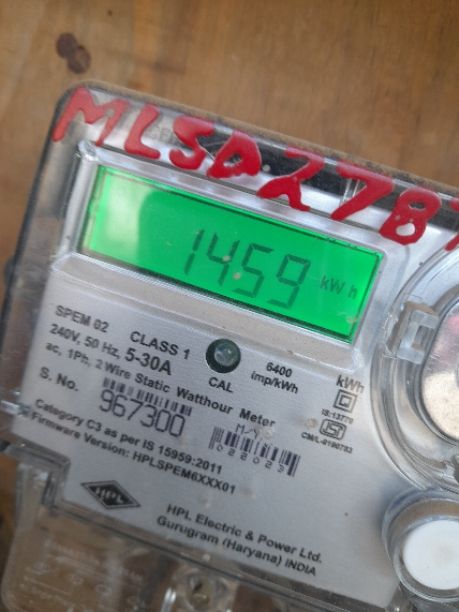 MLSD278
1459 kWh
SPEM 02 CLASS 1
240V, 50 Hz, 5-30A
CAL
6400
imp/kWh
kWh
ac, 1Ph, 2 Wire Static Watthour Meter
S. No.
967300
022023
Category C3 as per IS 15959:2011
Firmware Version: HPLSPEM6XXX01
HPL
HPL Electric & Power Ltd.
Gurugram (Haryana) INDIA